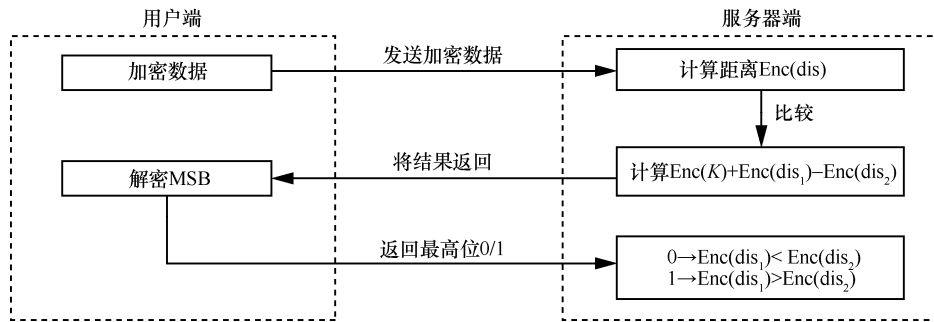 用户端
服务器端
加密数据
发送加密数据
计算距离Enc(dis)
比较
解密MSB
将结果返回
计算Enc(K)+Enc(dis₁)−Enc(dis₂)
返回最高位0/1
0→Enc(dis₁)< Enc(dis₂)
1→Enc(dis₁)>Enc(dis₂)